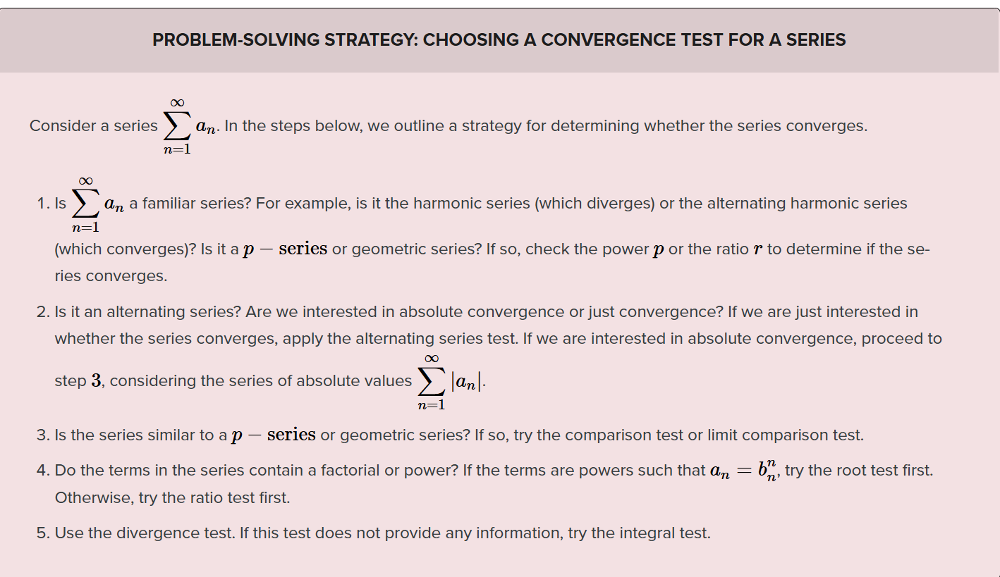 PROBLEM-SOLVING STRATEGY: CHOOSING A CONVERGENCE TEST FOR A SERIES
Consider a series $\sum_{n=1}^{\infty} a_n$. In the steps below, we outline a strategy for determining whether the series converges.
1. Is $\sum_{n=1}^{\infty} a_n$ a familiar series? For example, is it the harmonic series (which diverges) or the alternating harmonic series
(which converges)? Is it a $p$ − series or geometric series? If so, check the power $p$ or the ratio $r$ to determine if the se-
ries converges.
2. Is it an alternating series? Are we interested in absolute convergence or just convergence? If we are just interested in
whether the series converges, apply the alternating series test. If we are interested in absolute convergence, proceed to
step 3, considering the series of absolute values $\sum_{n=1}^{\infty} |a_n|$.
3. Is the series similar to a $p$ − series or geometric series? If so, try the comparison test or limit comparison test.
4. Do the terms in the series contain a factorial or power? If the terms are powers such that $a_n = b_n^n$, try the root test first.
Otherwise, try the ratio test first.
5. Use the divergence test. If this test does not provide any information, try the integral test.